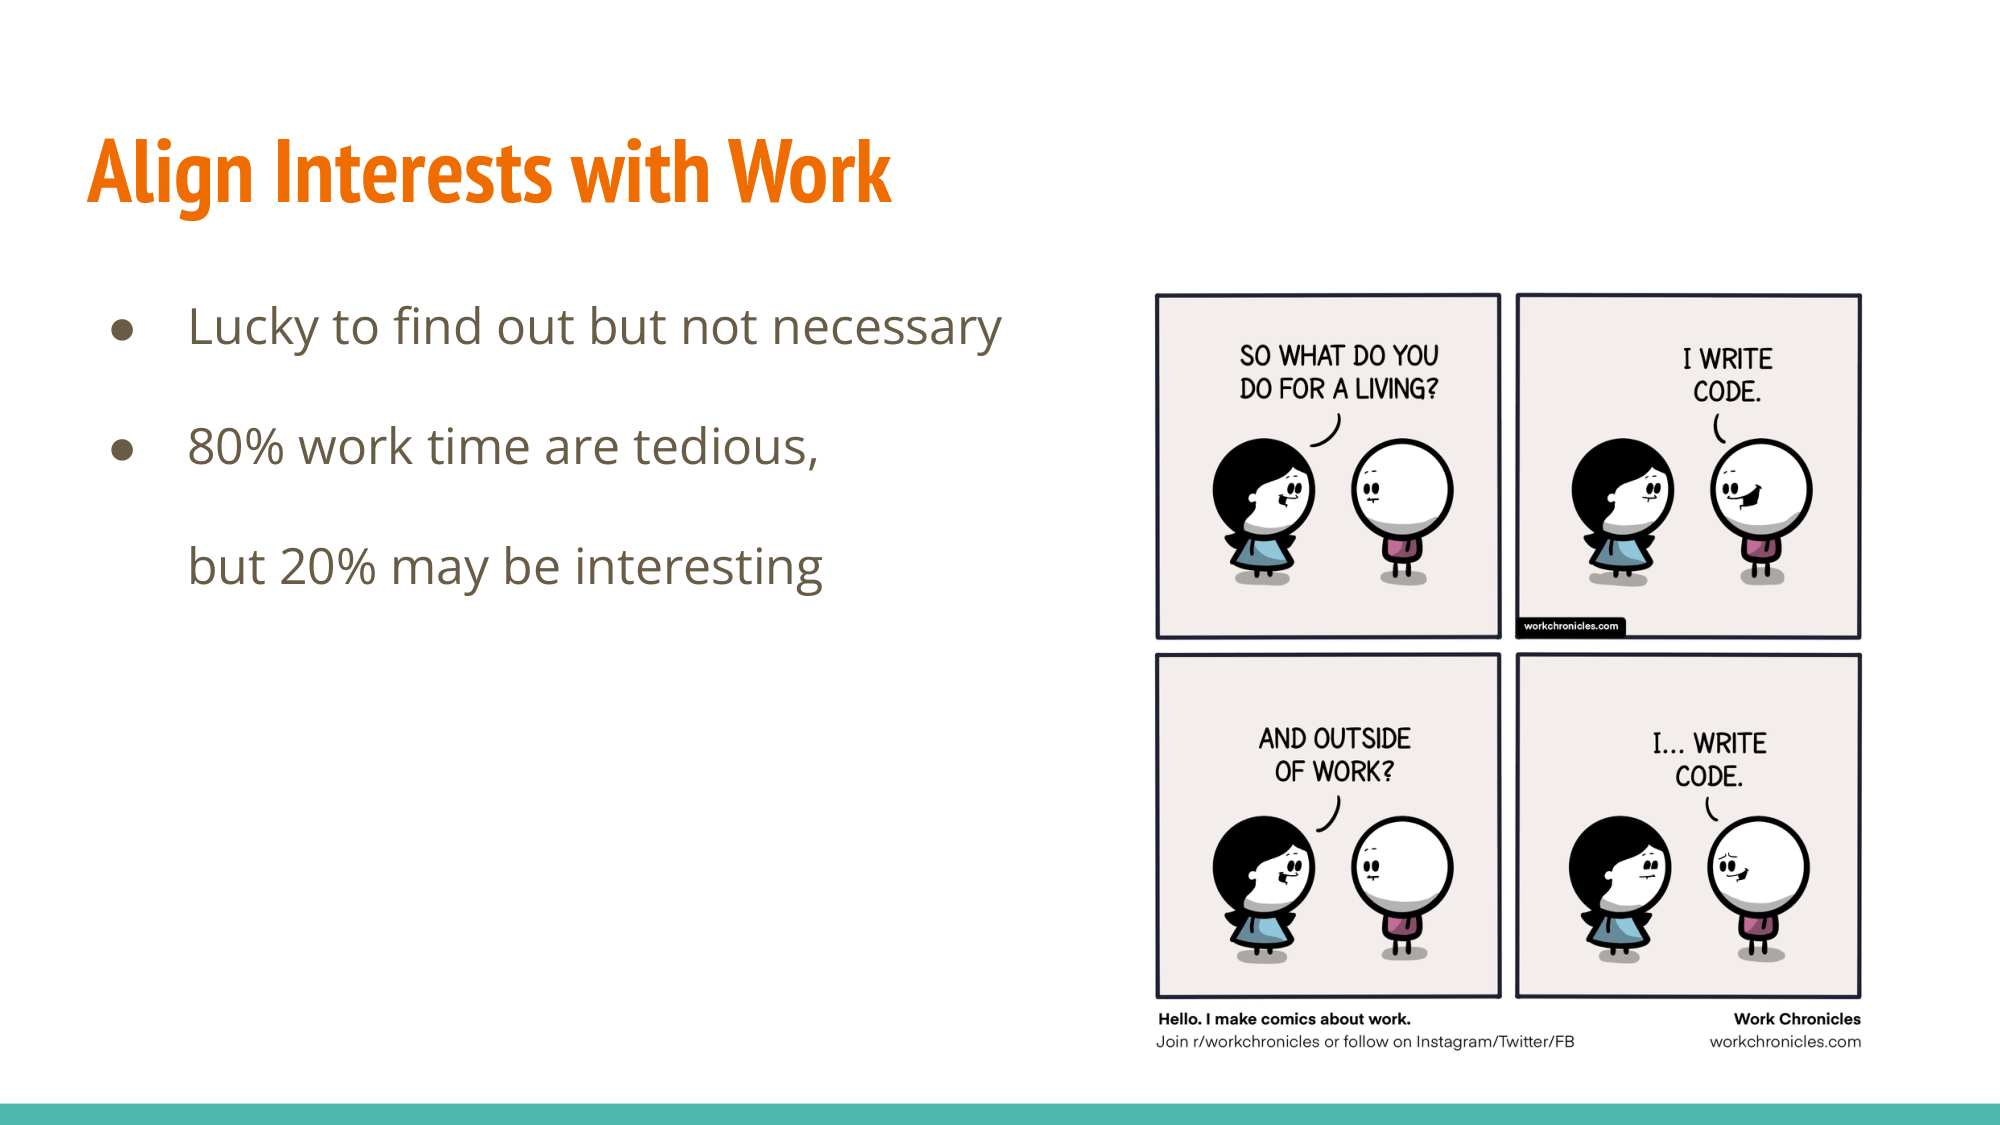 Align Interests with Work
● Lucky to find out but not necessary
● 80% work time are tedious,
but 20% may be interesting
SO WHAT DO YOU
DO FOR A LIVING?
I WRITE
CODE.
workchronicles.com
AND OUTSIDE
OF WORK?
I... WRITE
CODE.
Hello. I make comics about work.
Join r/workchronicles or follow on Instagram/Twitter/FB
Work Chronicles
workchronicles.com